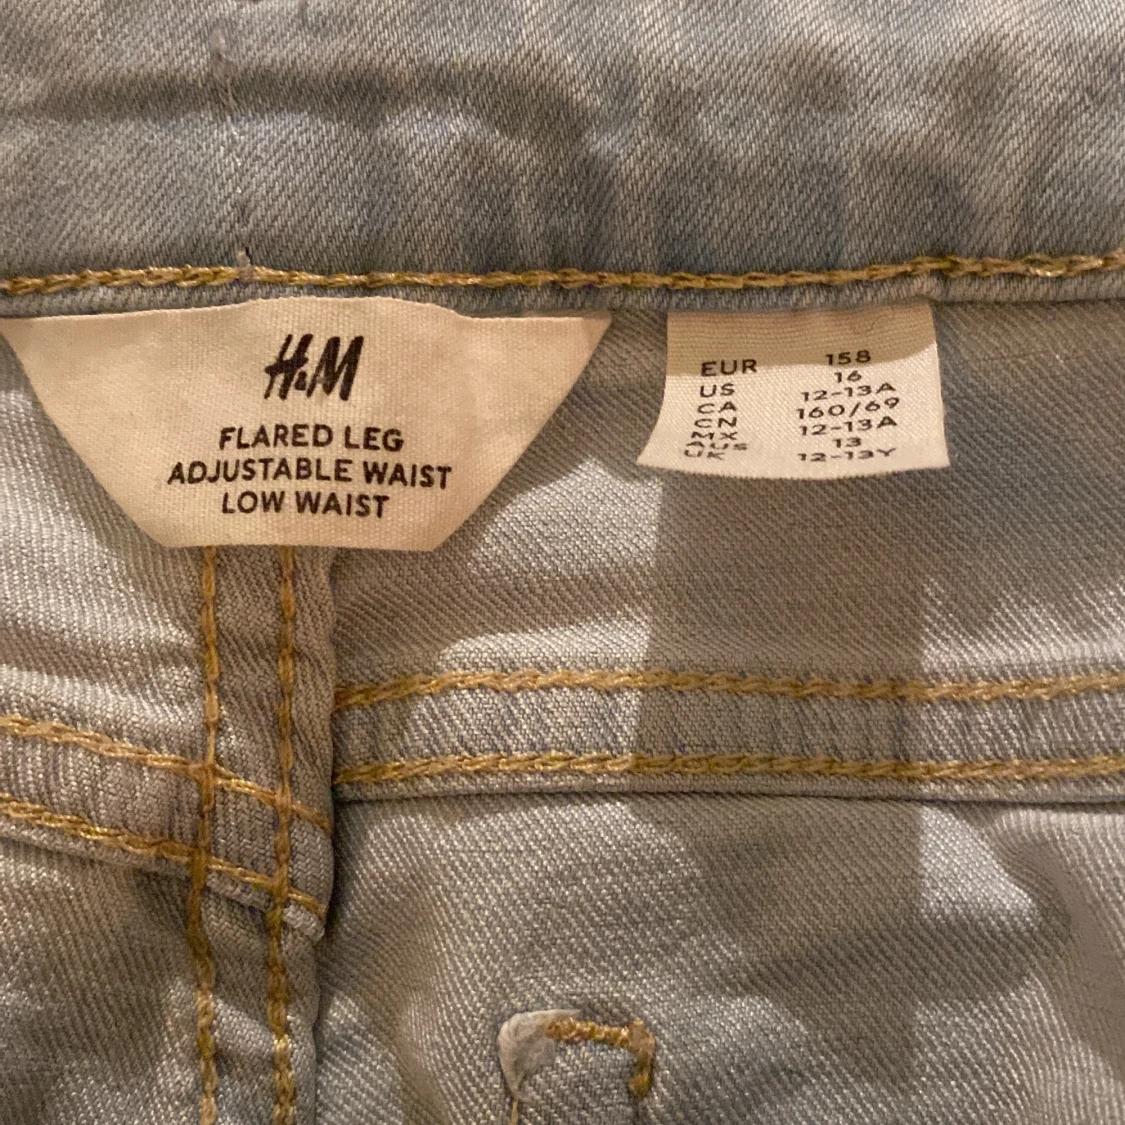 H&M
FLARED LEG
ADJUSTABLE WAIST
LOW WAIST
EUR 158
US 16
CA 12-13A
CN 160/69
MX 12-13A
AUS 13
UK 12-13Y